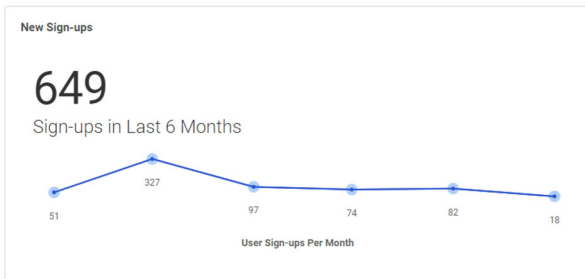 New Sign-ups
649
Sign-ups in Last 6 Months
327
51
97
74
82
18
User Sign-ups Per Month